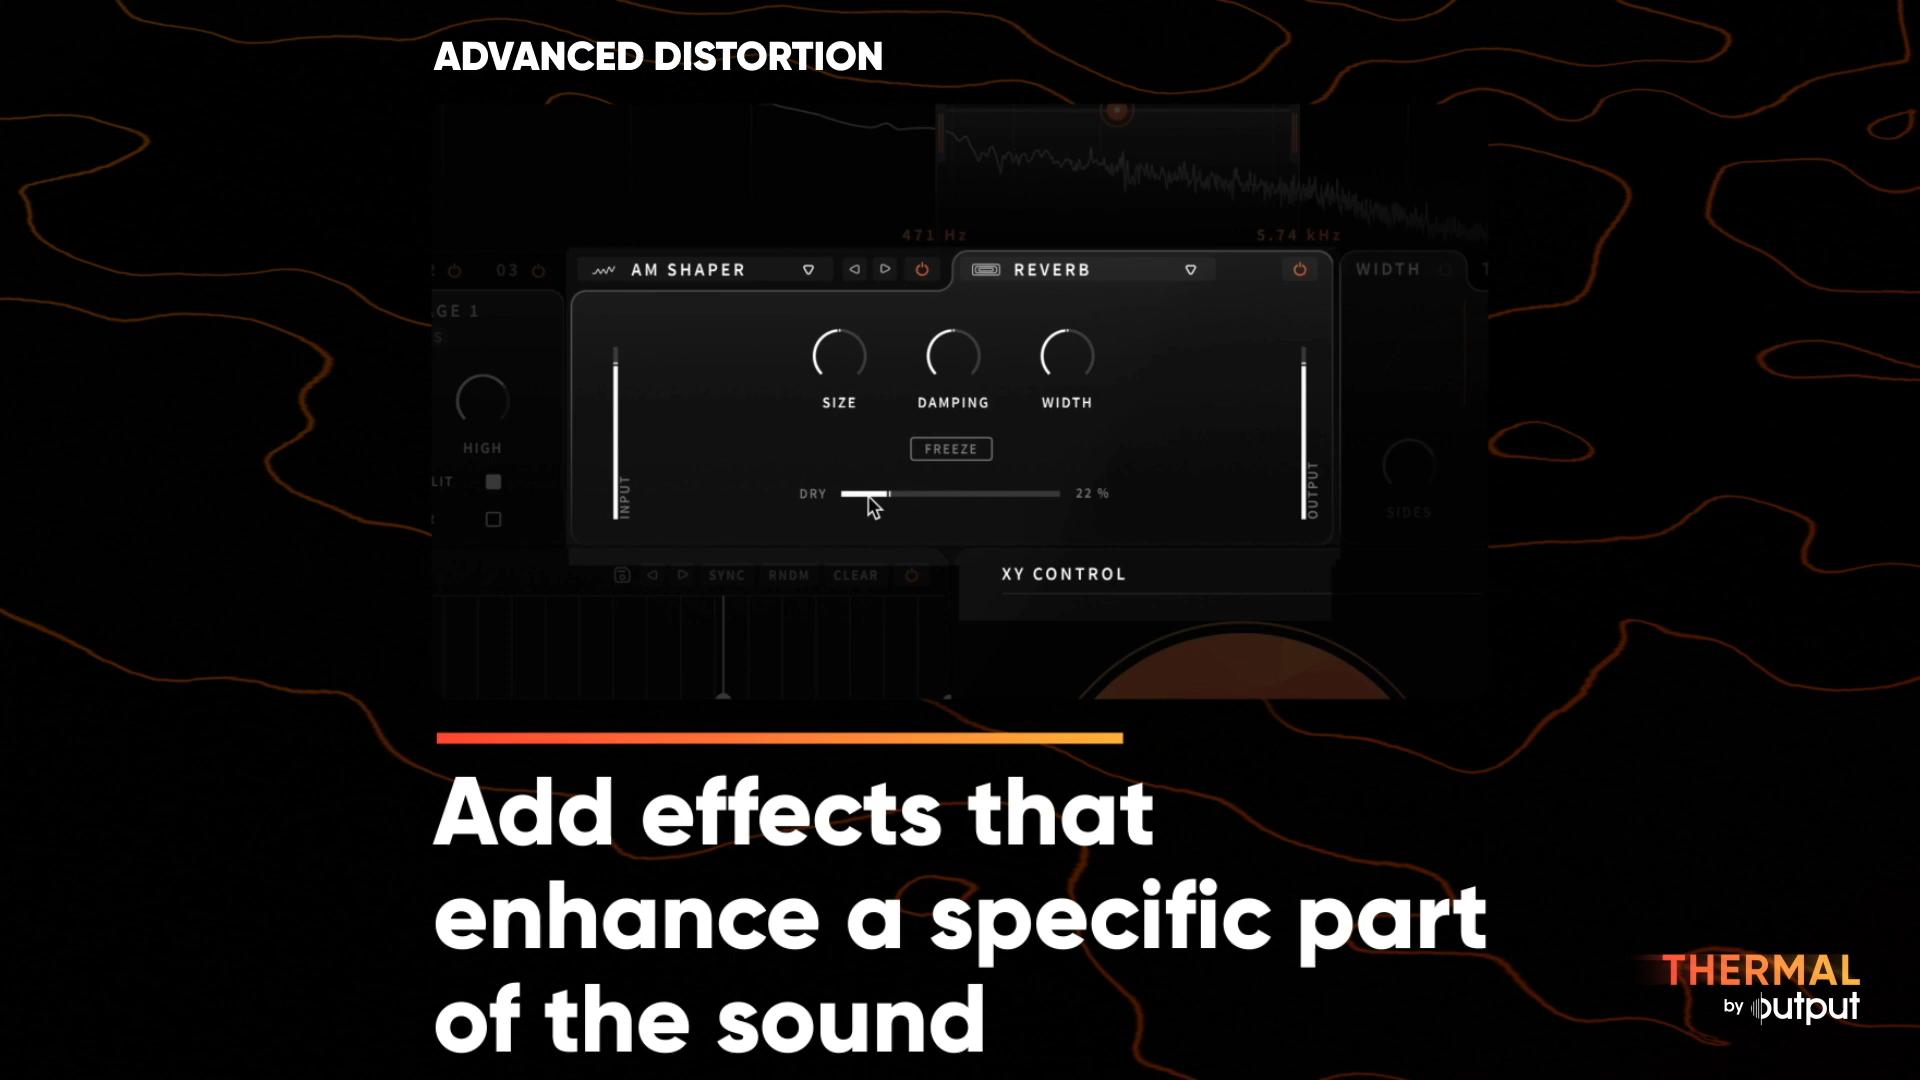 ADVANCED DISTORTION
471 Hz
5.74 kHz
03
AM SHAPER
REVERB
WIDTH
GE 1
S
SIZE
DAMPING
WIDTH
HIGH
FREEZE
LIT
INPUT
DRY
22 %
OUTPUT
SIDES
SYNC
RNDM
CLEAR
XY CONTROL
Add effects that
enhance a specific part
of the sound
THERMAL
by output